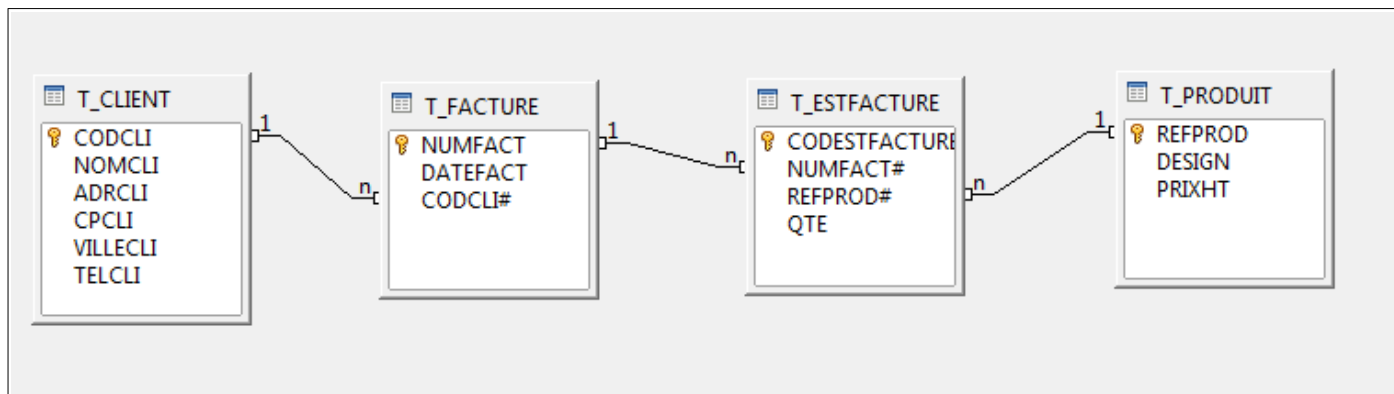 T_CLIENT
CODCLI
NOMCLI
ADRCLI
CPCLI
VILLECLI
TELCLI
1
n
T_FACTURE
NUMFACT
DATEFACT
CODCLI#
1
n
T_ESTFACTURE
CODESTFACTURE
NUMFACT#
REFPROD#
QTE
n
1
T_PRODUIT
REFPROD
DESIGN
PRIXHT